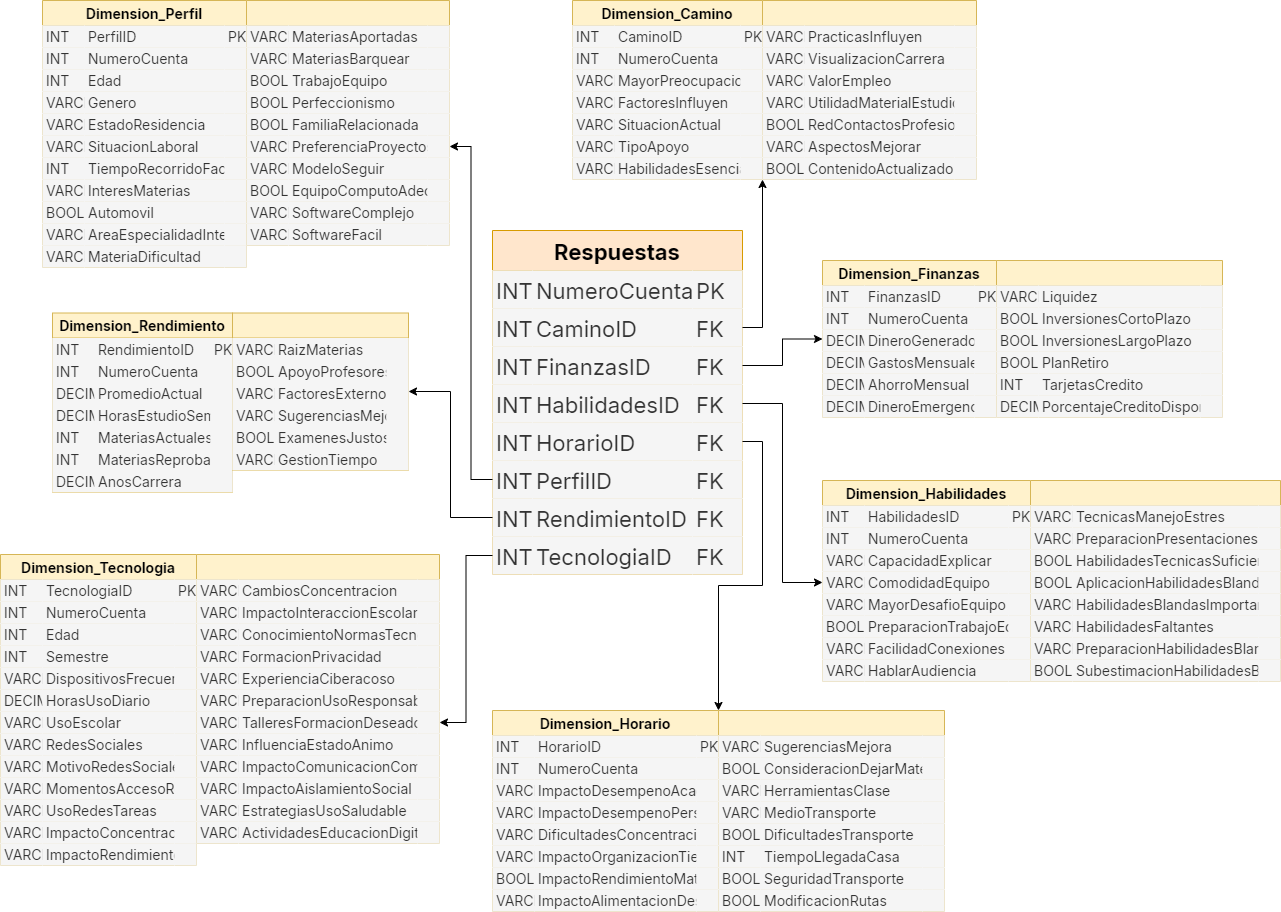 Dimension_Perfil
INT PerfilID PK
INT NumeroCuenta
INT Edad
VARC Genero
VARC EstadoResidencia
VARC SituacionLaboral
INT TiempoRecorridoFac
VARC InteresMaterias
BOOL Automovil
VARC AreaEspecialidadInte
VARC MateriaDificultad
VARC MateriasAportadas
VARC MateriasBarquear
BOOL TrabajoEquipo
BOOL Perfeccionismo
BOOL FamiliaRelacionada
VARC PreferenciaProyecto
VARC ModeloSeguir
BOOL EquipoComputoAdec
VARC SoftwareComplejo
VARC SoftwareFacil
Dimension_Camino
INT CaminoID PK
INT NumeroCuenta
VARC MayorPreocupacic
VARC FactoresInfluyen
VARC SituacionActual
VARC TipoApoyo
VARC HabilidadesEsenci
VARC PracticasInfluyen
VARC VisualizacionCarrera
VARC ValorEmpleo
VARC UtilidadMaterialEstudi
BOOL RedContactosProfesio
VARC AspectosMejorar
BOOL ContenidoActualizado
Respuestas
INT NumeroCuenta PK
INT CaminoID FK
INT FinanzasID FK
INT HabilidadesID FK
INT HorarioID FK
INT PerfilID FK
INT RendimientoID FK
INT TecnologiaID FK
Dimension_Finanzas
INT FinanzasID PK
INT NumeroCuenta
DECIM DineroGenerado
DECIM GastosMensuale
DECIM AhorroMensual
DECIM DineroEmergenc
VARC Liquidez
BOOL InversionesCortoPlazo
BOOL InversionesLargoPlazo
BOOL PlanRetiro
INT TarjetasCredito
DECIM PorcentajeCreditoDispo
Dimension_Rendimiento
INT RendimientoID PK
INT NumeroCuenta
DECIM PromedioActual
DECIM HorasEstudioSem
INT MateriasActuales
INT MateriasReproba
DECIM AnosCarrera
VARC RaizMaterias
BOOL ApoyoProfesore
VARC FactoresExterno
VARC SugerenciasMej
BOOL ExamenesJustos
VARC GestionTiempo
Dimension_Habilidades
INT HabilidadesID PK
INT NumeroCuenta
VARC CapacidadExplicar
VARC ComodidadEquipo
VARC MayorDesafioEquipo
BOOL PreparacionTrabajoEc
VARC FacilidadConexiones
VARC HablarAudiencia
VARC TecnicasManejoEstres
VARC PreparacionPresentaciones
BOOL HabilidadesTecnicasSuficie
BOOL AplicacionHabilidadesBland
VARC HabilidadesBlandasImporta
VARC HabilidadesFaltantes
VARC PreparacionHabilidadesBlar
BOOL SubestimacionHabilidadesB
Dimension_Tecnologia
INT TecnologiaID PK
INT NumeroCuenta
INT Edad
INT Semestre
VARC DispositivosFrecuer
DECIM HorasUsoDiario
VARC UsoEscolar
VARC RedesSociales
VARC MotivoRedesSociale
VARC MomentosAccesoR
VARC UsoRedesTareas
VARC ImpactoConcentrac
VARC ImpactoRendimient
VARC CambiosConcentracion
VARC ImpactoInteraccionEscolar
VARC ConocimientoNormasTecn
VARC FormacionPrivacidad
VARC ExperienciaCiberacoso
VARC PreparacionUsoResponsab
VARC TalleresFormacionDeseado
VARC InfluenciaEstadoAnimo
VARC ImpactoComunicacionCom
VARC ImpactoAislamientoSocial
VARC EstrategiasUsoSaludable
VARC ActividadesEducacionDigit
Dimension_Horario
INT HorarioID PK
INT NumeroCuenta
VARC ImpactoDesempenoAca
VARC ImpactoDesempenoPers
VARC DificultadesConcentraci
VARC ImpactoOrganizacionTie
BOOL ImpactoRendimientoMat
VARC ImpactoAlimentacionDe
VARC SugerenciasMejora
BOOL ConsideracionDejarMate
VARC HerramientasClase
VARC MedioTransporte
BOOL DificultadesTransporte
INT TiempoLlegadaCasa
BOOL SeguridadTransporte
BOOL ModificacionRutas